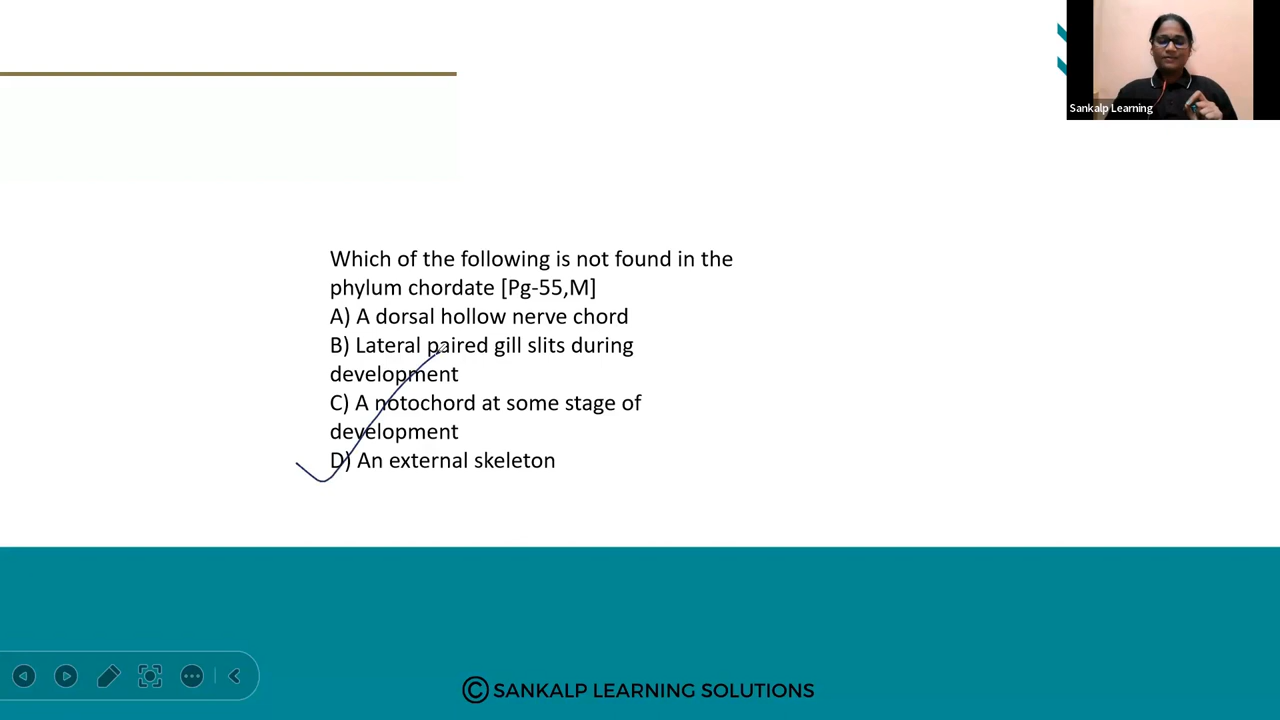 Sankalp Learning
Which of the following is not found in the
phylum chordate [Pg-55,M]
A) A dorsal hollow nerve chord
B) Lateral paired gill slits during
development
C) A notochord at some stage of
development
D) An external skeleton
© SANKALP LEARNING SOLUTIONS